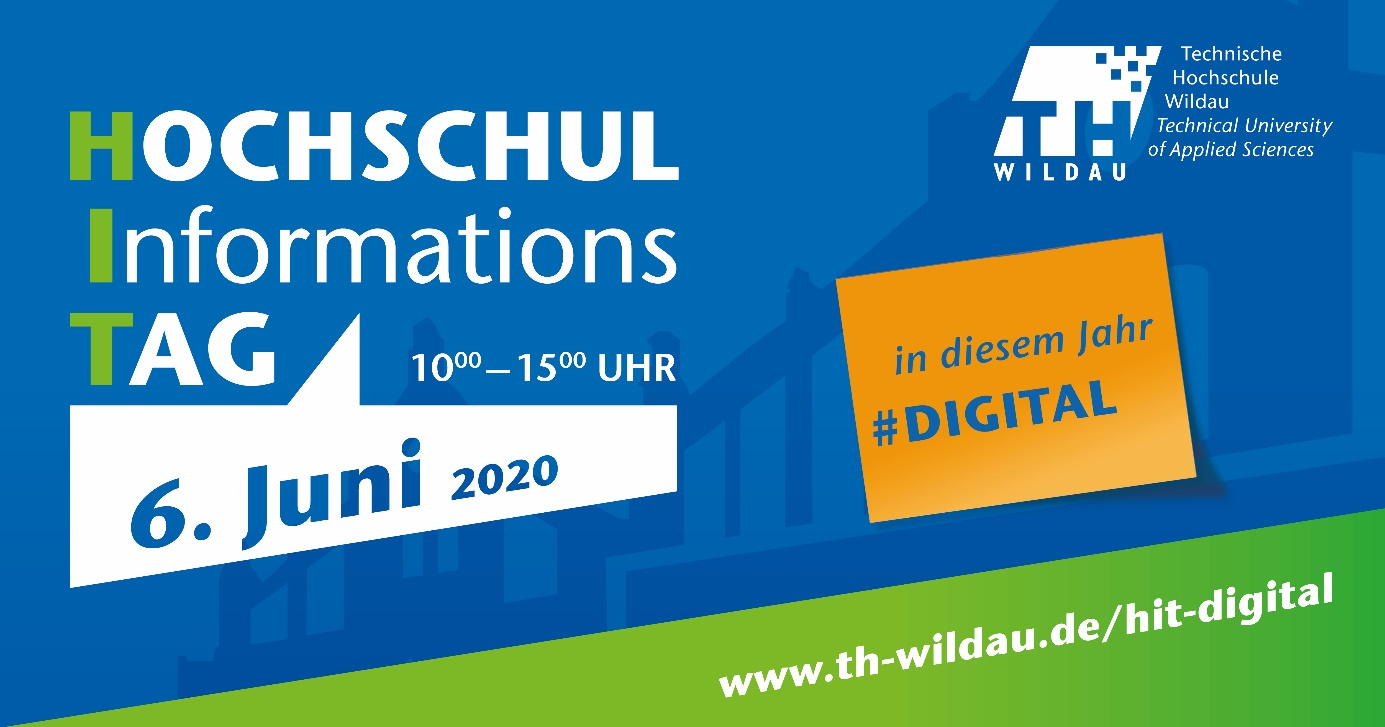 HOCHSCHUL
Informations
TAG
10⁰⁰–15⁰⁰ UHR
6. Juni 2020
TH
WILDAU
Technische
Hochschule
Wildau
Technical University
of Applied Sciences
in diesem Jahr
#DIGITAL
www.th-wildau.de/hit-digital